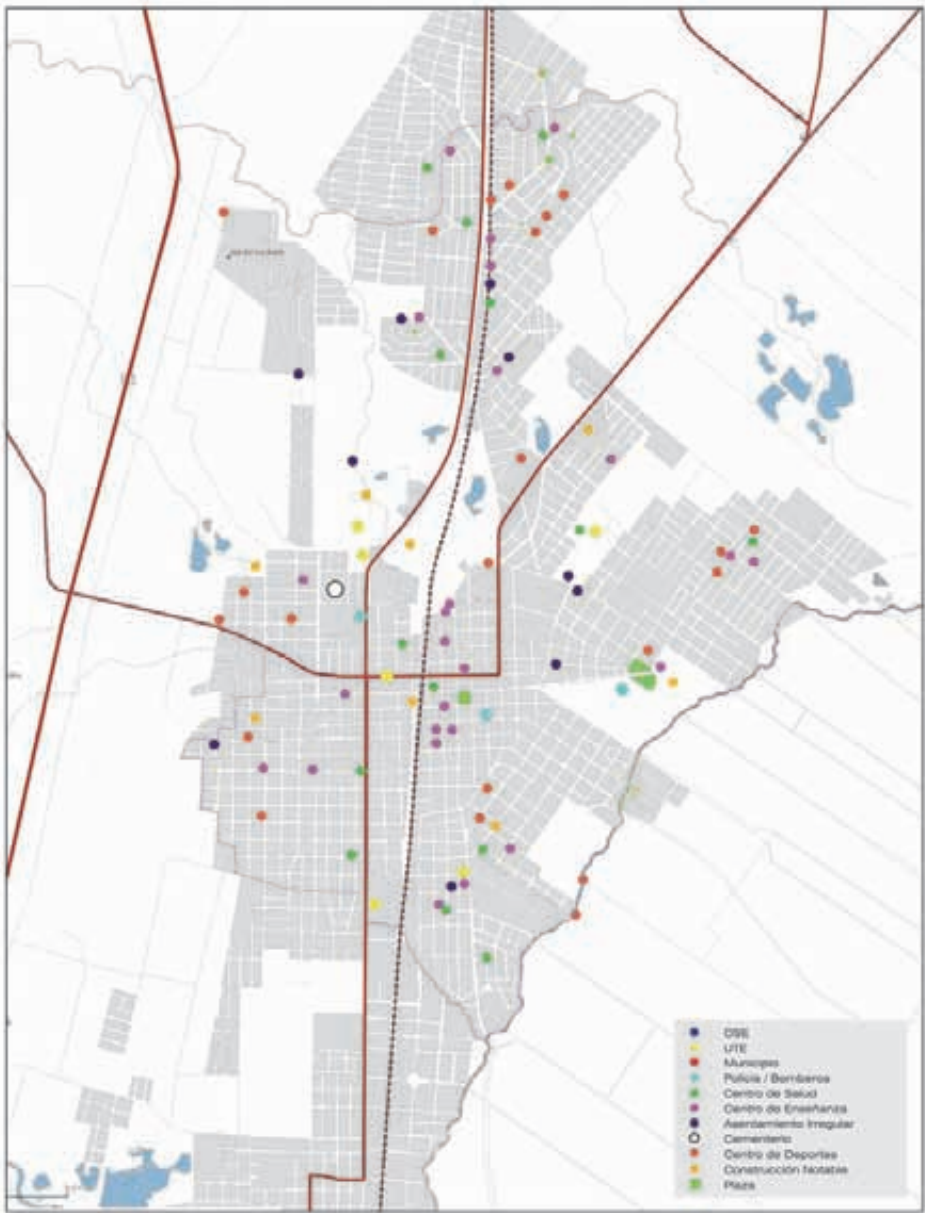 OSE
UTE
Municipio
Policía / Bomberos
Centro de Salud
Centro de Enseñanza
Asentamiento Irregular
Cementerio
Centro de Deportes
Construcción Notable
Plaza